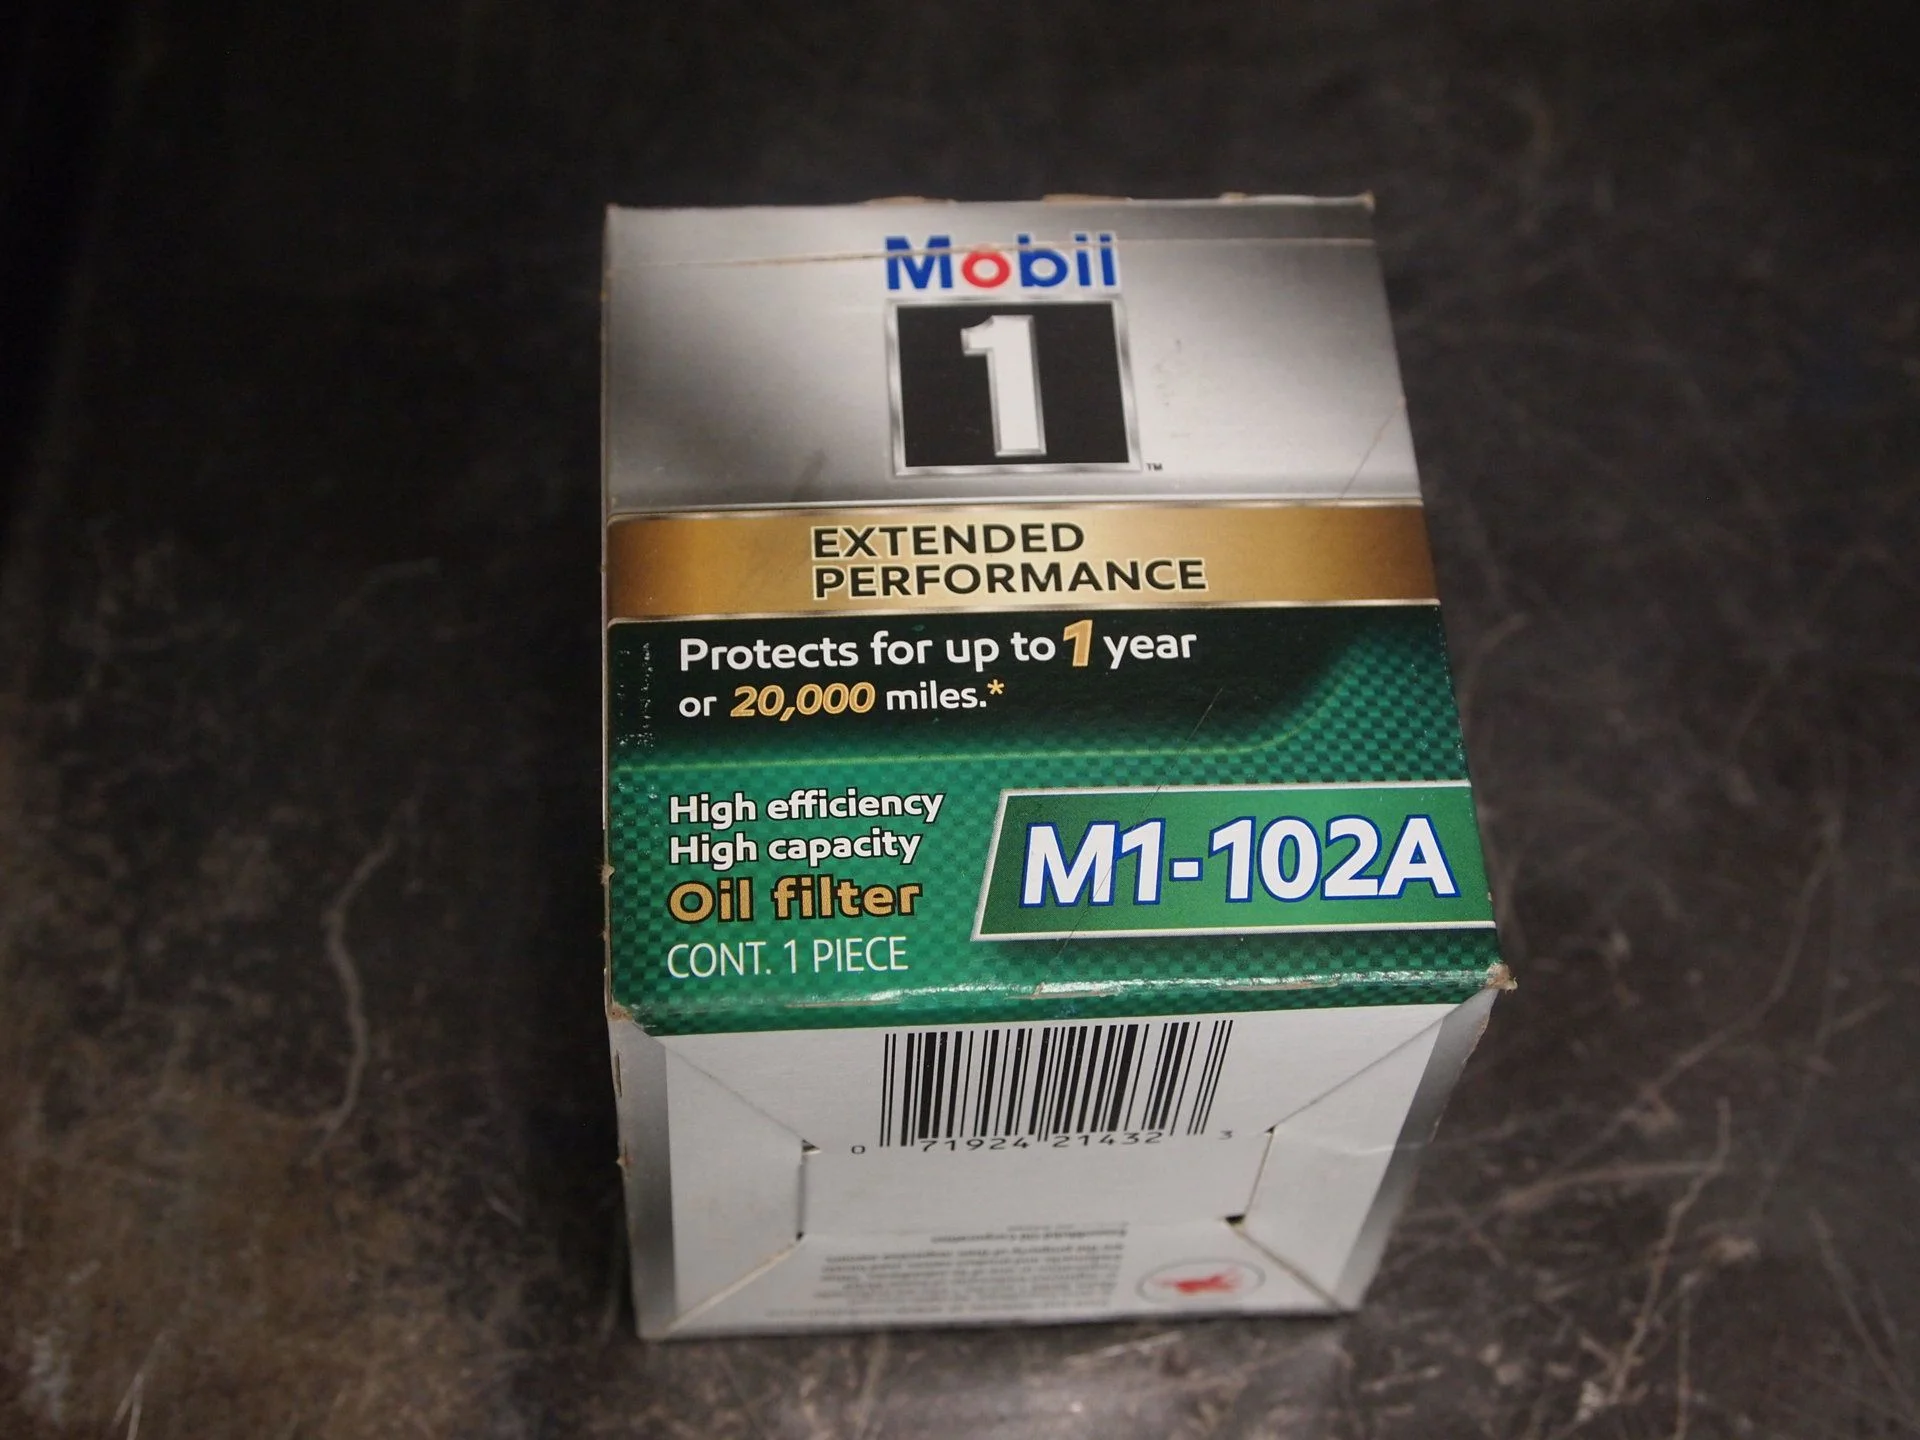 Mobil
1
™
EXTENDED
PERFORMANCE
Protects for up to 1 year
or 20,000 miles.*
High efficiency
High capacity
Oil filter
CONT. 1 PIECE
M1-102A
0 71924 21432 3